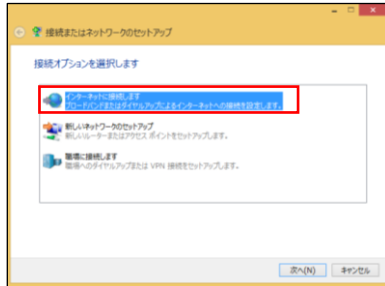 接続またはネットワークのセットアップ
接続オプションを選択します
インターネットに接続します
ブロードバンドまたはダイヤルアップによるインターネットへの接続を設定します。
新しいネットワークのセットアップ
新しいルーターまたはアクセス ポイントをセットアップします。
職場に接続します
職場へのダイヤルアップまたは VPN 接続をセットアップします。
次へ(N)
キャンセル